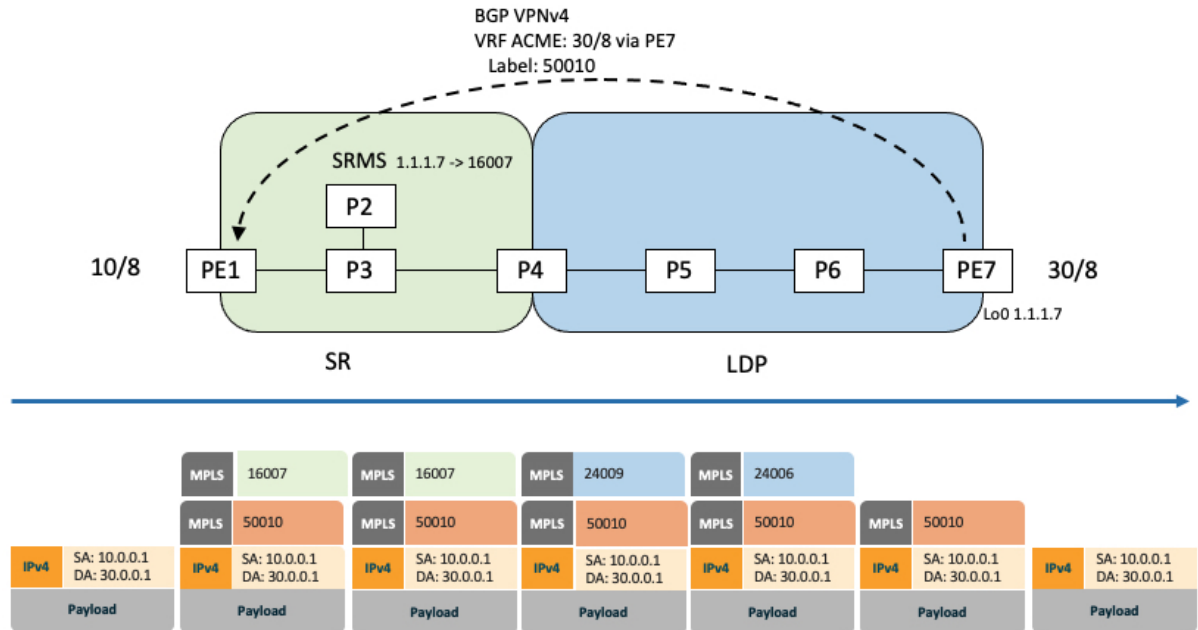 BGP VPNv4
VRF ACME: 30/8 via PE7
Label: 50010
SRMS 1.1.1.7 -> 16007
P2
10/8 PE1 P3 P4 P5 P6 PE7 30/8
Lo0 1.1.1.7
SR LDP
MPLS 16007 MPLS 16007 MPLS 24009 MPLS 24006
MPLS 50010 MPLS 50010 MPLS 50010 MPLS 50010 MPLS 50010
IPv4 SA: 10.0.0.1 DA: 30.0.0.1 IPv4 SA: 10.0.0.1 DA: 30.0.0.1 IPv4 SA: 10.0.0.1 DA: 30.0.0.1 IPv4 SA: 10.0.0.1 DA: 30.0.0.1 IPv4 SA: 10.0.0.1 DA: 30.0.0.1 IPv4 SA: 10.0.0.1 DA: 30.0.0.1 IPv4 SA: 10.0.0.1 DA: 30.0.0.1
Payload Payload Payload Payload Payload Payload Payload